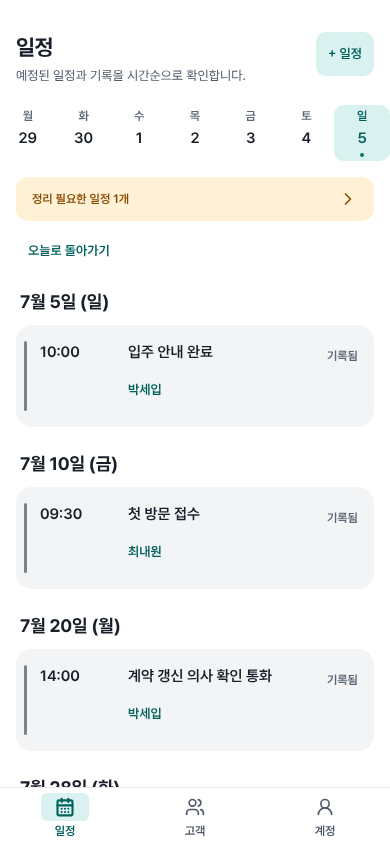 일정
+ 일정
예정된 일정과 기록을 시간순으로 확인합니다.
월 화 수 목 금 토 일
29 30 1 2 3 4 5
정리 필요한 일정 1개
오늘로 돌아가기
7월 5일 (일)
10:00 입주 안내 완료 기록됨
박세입
7월 10일 (금)
09:30 첫 방문 접수 기록됨
최내원
7월 20일 (월)
14:00 계약 갱신 의사 확인 통화 기록됨
박세입
7월 28일 (화)
일정 고객 계정